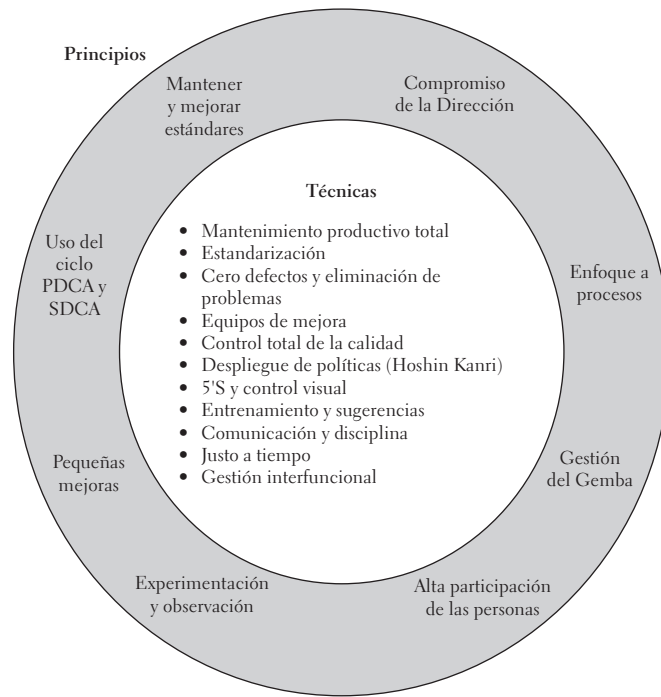 Principios
Mantener
y mejorar
estándares
Compromiso
de la Dirección
Enfoque a
procesos
Gestión
del Gemba
Alta participación
de las personas
Experimentación
y observación
Pequeñas
mejoras
Uso del
ciclo
PDCA y
SDCA
Técnicas
• Mantenimiento productivo total
• Estandarización
• Cero defectos y eliminación de
problemas
• Equipos de mejora
• Control total de la calidad
• Despliegue de políticas (Hoshin Kanri)
• 5'S y control visual
• Entrenamiento y sugerencias
• Comunicación y disciplina
• Justo a tiempo
• Gestión interfuncional